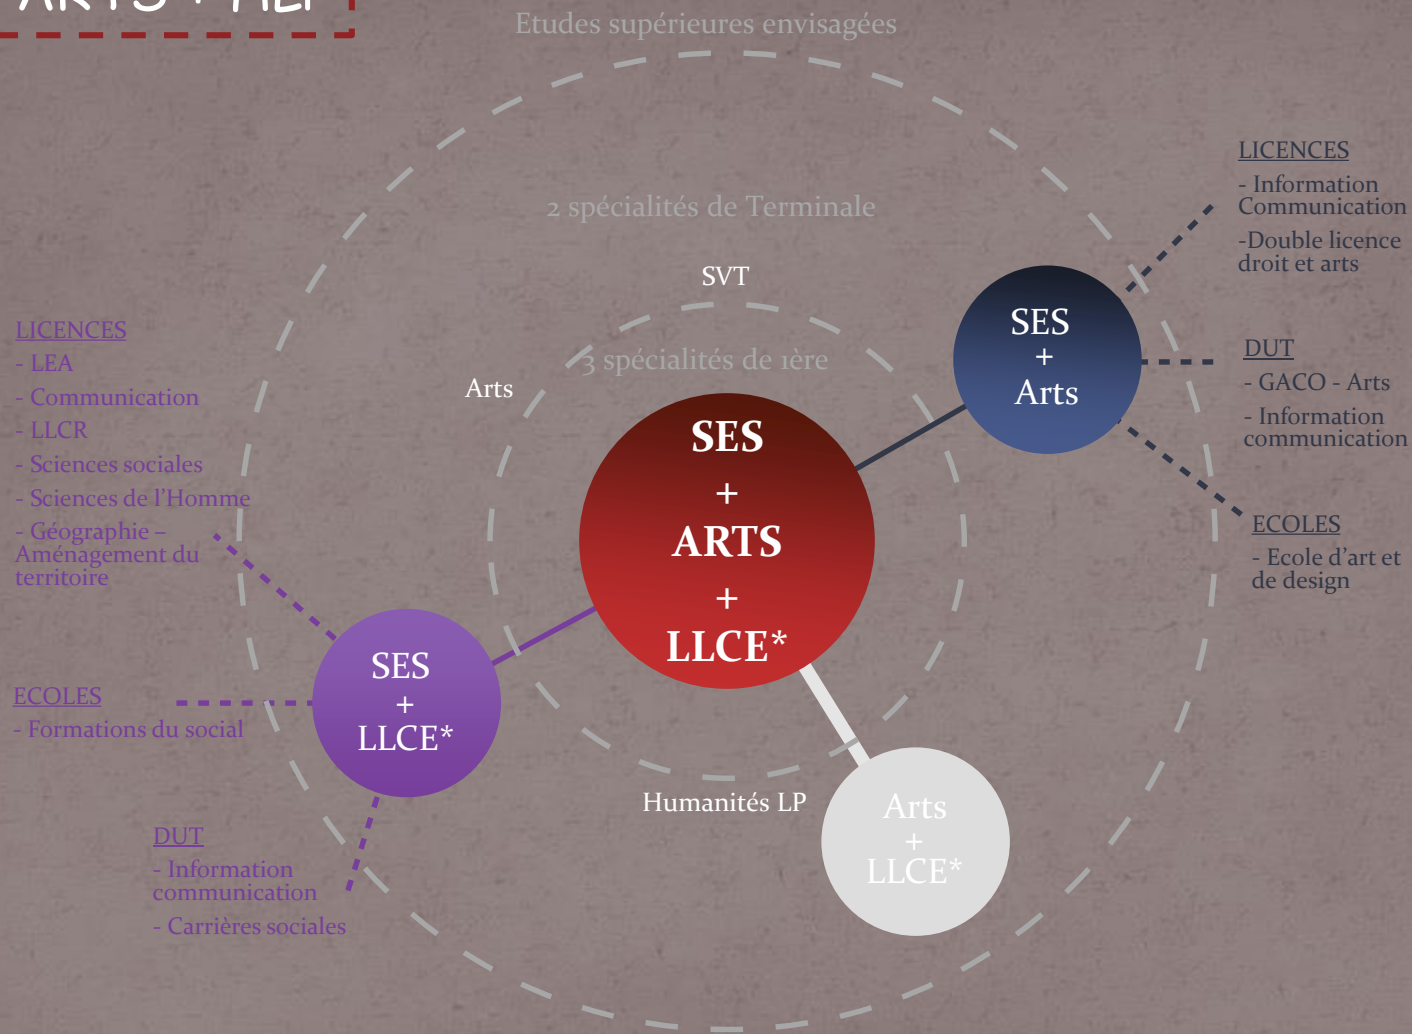 ARTS + HLP
Etudes supérieures envisagées
2 spécialités de Terminale
SVT
3 spécialités de 1ère
Arts
SES
+
ARTS
+
LLCE*
Humanités LP
SES
+
Arts
LICENCES
- Information
Communication
-Double licence
droit et arts
DUT
- GACO - Arts
- Information
communication
ECOLES
- Ecole d'art et
de design
LICENCES
- LEA
- Communication
- LLCR
- Sciences sociales
- Sciences de l'Homme
- Géographie –
Aménagement du
territoire
SES
+
LLCE*
ECOLES
- Formations du social
DUT
- Information
communication
- Carrières sociales
Arts
+
LLCE*